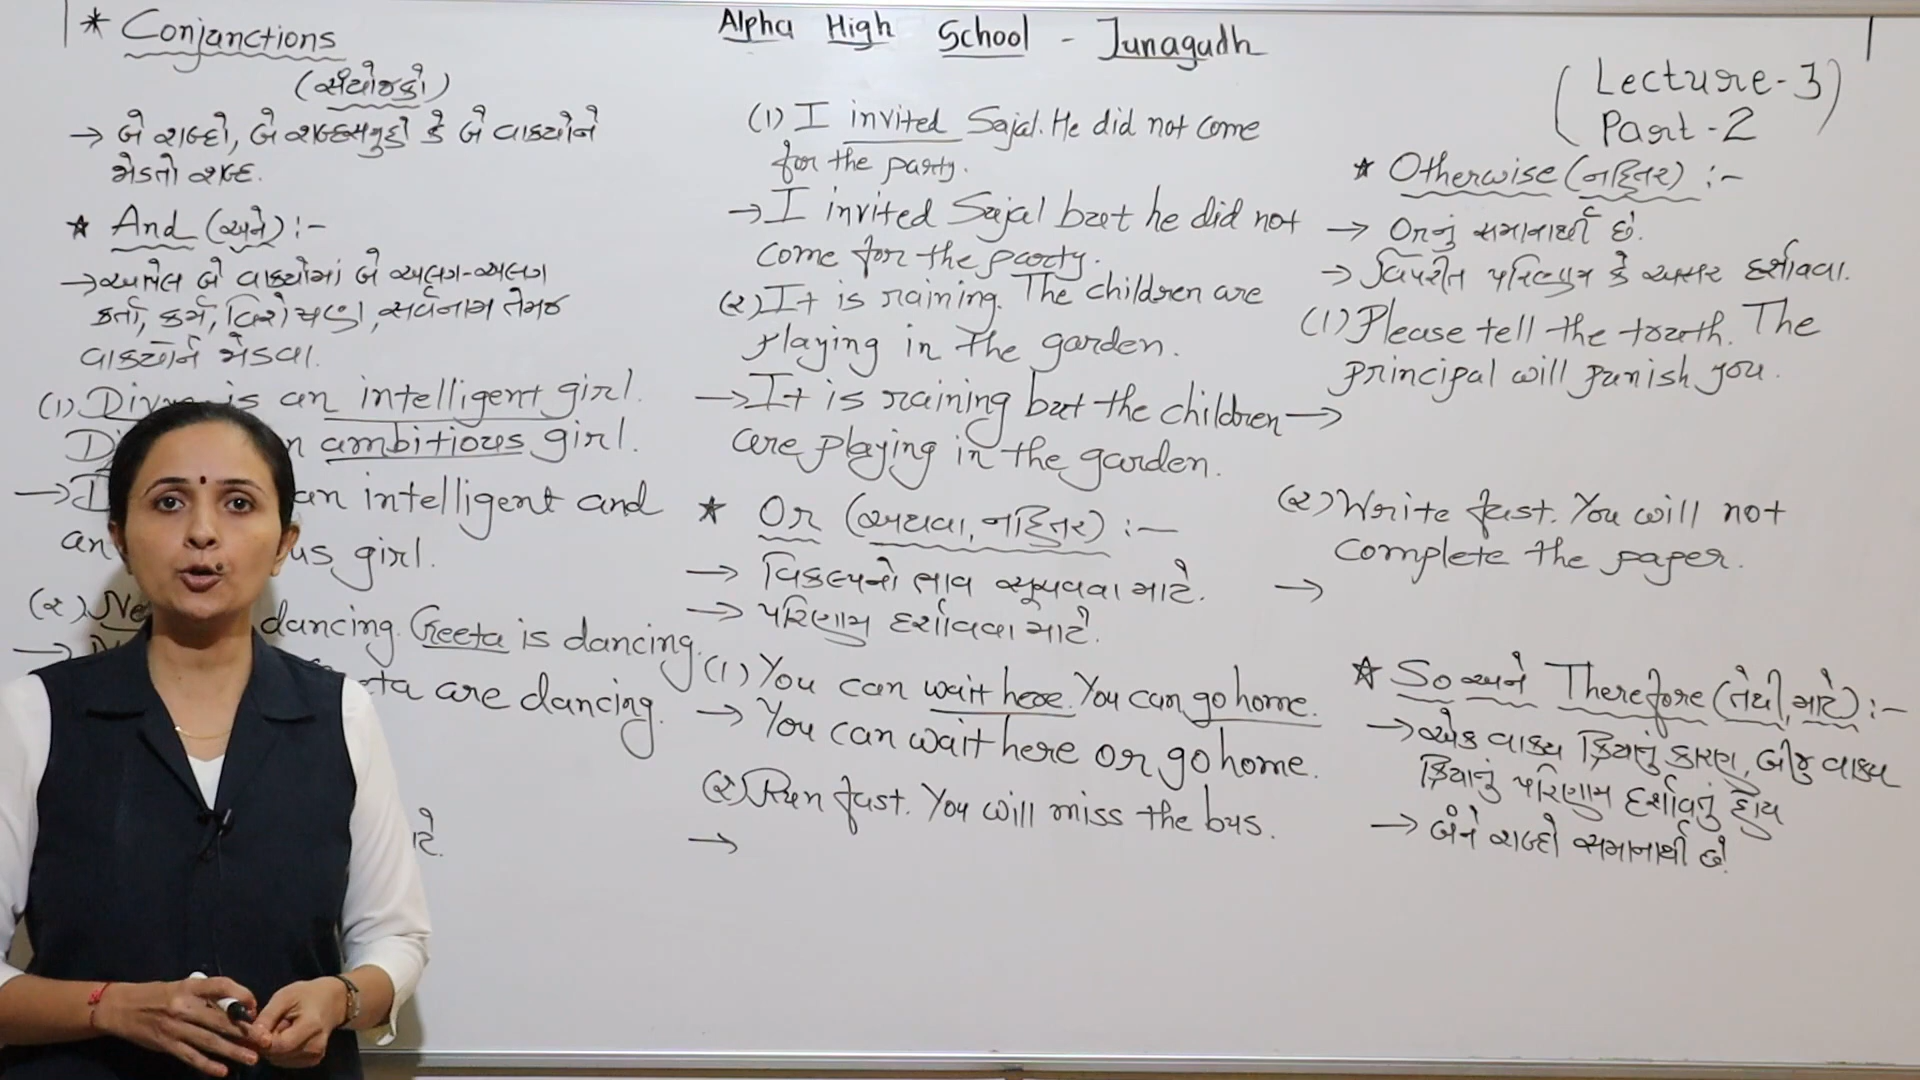 * Conjunctions
(સંયોજકો)
→ બે શબ્દો, બે શબ્દસમુહો કે બે વાક્યોને
જોડતો શબ્દ.
* And (અને) :-
→ આપેલ બે વાક્યોમાં બે અલગ-અલગ
કર્તા, કર્મ, વિશેષણ, સર્વનામ તેમજ
વાક્યોને જોડવા.
(1) is an intelligent girl.
ambitious girl.
→ an intelligent and
an girl.
(૨) dancing. Geeta is dancing.
→
are dancing.
Alpha High School - Junagadh
(1) I invited Sajal. He did not come
for the party.
→ I invited Sajal but he did not
come for the party.
(૨) It is raining. The children are
playing in the garden.
→ It is raining but the children
are playing in the garden.
* Or (અથવા, નહિતર) :-
→ વિકલ્પનો ભાવ સૂચવવા માટે.
→ પરિણામ દર્શાવવા માટે.
(1) You can wait here. You can go home.
→ You can wait here or go home.
(૨) Run fast. You will miss the bus.
→
(Lecture-3
Part-2)
* Otherwise (નહિતર) :-
→ Orનું સમાનાર્થી છે.
→ વિપરીત પરિણામ કે અસર દર્શાવવા.
(1) Please tell the truth. The
principal will punish you.
→
(૨) Write fast. You will not
complete the paper.
→
* So અને Therefore (તેથી, માટે) :-
→ એક વાક્ય ક્રિયાનું કારણ, બીજુ વાક્ય
ક્રિયાનું પરિણામ દર્શાવતું હોય
→ બંને શબ્દો સમાનાર્થી છે.